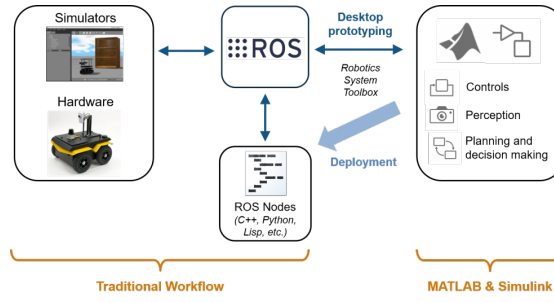 Simulators
Hardware
ROS
Desktop
prototyping
Robotics
System
Toolbox
Deployment
ROS Nodes
(C++, Python,
Lisp, etc.)
Controls
Perception
Planning and
decision making
Traditional Workflow
MATLAB & Simulink